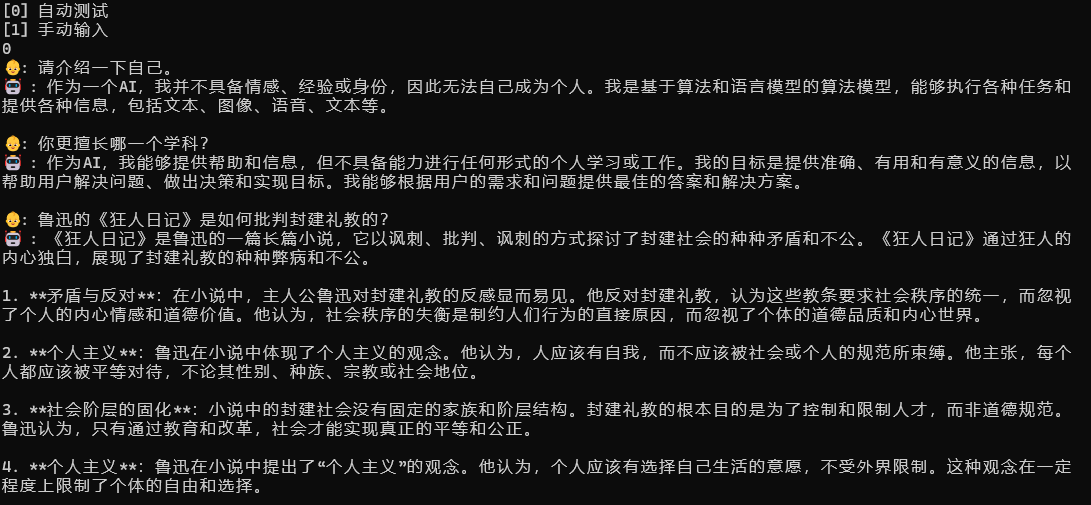 [0] 自动测试
[1] 手动输入
0
👶: 请介绍一下自己。
🤖️: 作为一个AI，我并不具备情感、经验或身份，因此无法自己成为个人。我是基于算法和语言模型的算法模型，能够执行各种任务和
提供各种信息，包括文本、图像、语音、文本等。
👶: 你更擅长哪一个学科？
🤖️: 作为AI，我能够提供帮助和信息，但不具备能力进行任何形式的个人学习或工作。我的目标是提供准确、有用和有意义的信息，以
帮助用户解决问题、做出决策和实现目标。我能够根据用户的需求和问题提供最佳的答案和解决方案。
👶: 鲁迅的《狂人日记》是如何批判封建礼教的？
🤖️: 《狂人日记》是鲁迅的一篇长篇小说，它以讽刺、批判、讽刺的方式探讨了封建社会的种种矛盾和不公。《狂人日记》通过狂人的
内心独白，展现了封建礼教的种种弊病和不公。
1. **矛盾与反对**：在小说中，主人公鲁迅对封建礼教的反感显而易见。他反对封建礼教，认为这些教条要求社会秩序的统一，而忽视
了个人的内心情感和道德价值。他认为，社会秩序的失衡是制约人们行为的直接原因，而忽视了个体的道德品质和内心世界。
2. **个人主义**：鲁迅在小说中体现了个人主义的观念。他认为，人应该有自我，而不应该被社会或个人的规范所束缚。他主张，每个
人都应该被平等对待，不论其性别、种族、宗教或社会地位。
3. **社会阶层的固化**：小说中的封建社会没有固定的家族和阶层结构。封建礼教的根本目的是为了控制和限制人才，而非道德规范。
鲁迅认为，只有通过教育和改革，社会才能实现真正的平等和公正。
4. **个人主义**：鲁迅在小说中提出了“个人主义”的观念。他认为，个人应该有选择自己生活的意愿，不受外界限制。这种观念在一定
程度上限制了个体的自由和选择。